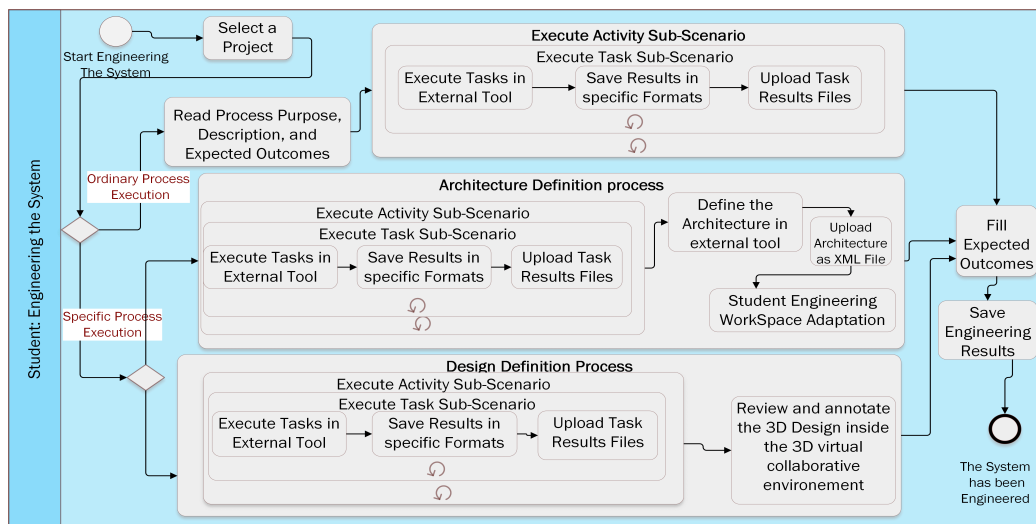 Student: Engineering the System
Start Engineering
The System
Select a
Project
Execute Activity Sub-Scenario
Execute Task Sub-Scenario
Execute Tasks in
External Tool
Save Results in
specific Formats
Upload Task
Results Files
Read Process Purpose,
Description, and
Expected Outcomes
Ordinary Process
Execution
Architecture Definition process
Execute Activity Sub-Scenario
Execute Task Sub-Scenario
Execute Tasks in
External Tool
Save Results in
specific Formats
Upload Task
Results Files
Define the
Architecture in
external tool
Upload
Architecture
as XML File
Student Engineering
WorkSpace Adaptation
Specific Process
Execution
Design Definition Process
Execute Activity Sub-Scenario
Execute Task Sub-Scenario
Execute Tasks in
External Tool
Save Results in
specific Formats
Upload Task
Results Files
Review and annotate
the 3D Design inside
the 3D virtual
collaborative
environement
Fill
Expected
Outcomes
Save
Engineering
Results
The System
has been
Engineered